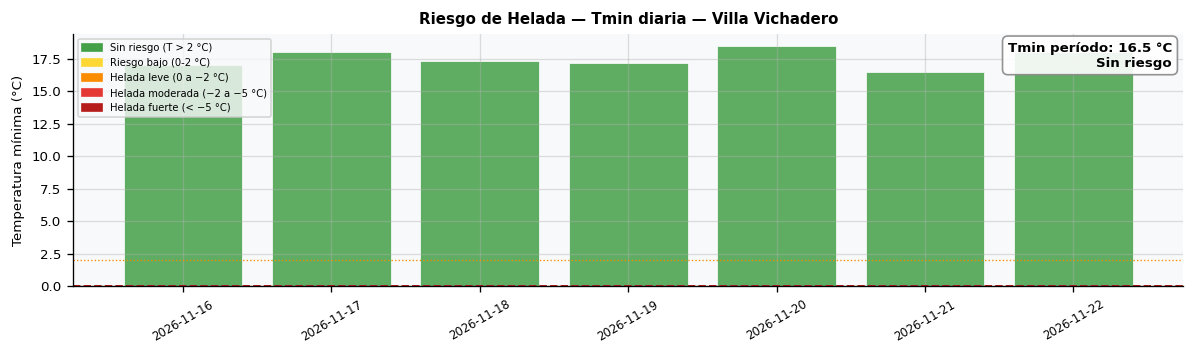 Riesgo de Helada — Tmin diaria — Villa Vichadero
Sin riesgo (T > 2 °C)
Riesgo bajo (0-2 °C)
Helada leve (0 a −2 °C)
Helada moderada (−2 a −5 °C)
Helada fuerte (< −5 °C)
Tmin período: 16.5 °C
Sin riesgo
Temperatura mínima (°C)
17.5
15.0
12.5
10.0
7.5
5.0
2.5
0.0
2026-11-16
2026-11-17
2026-11-18
2026-11-19
2026-11-20
2026-11-21
2026-11-22